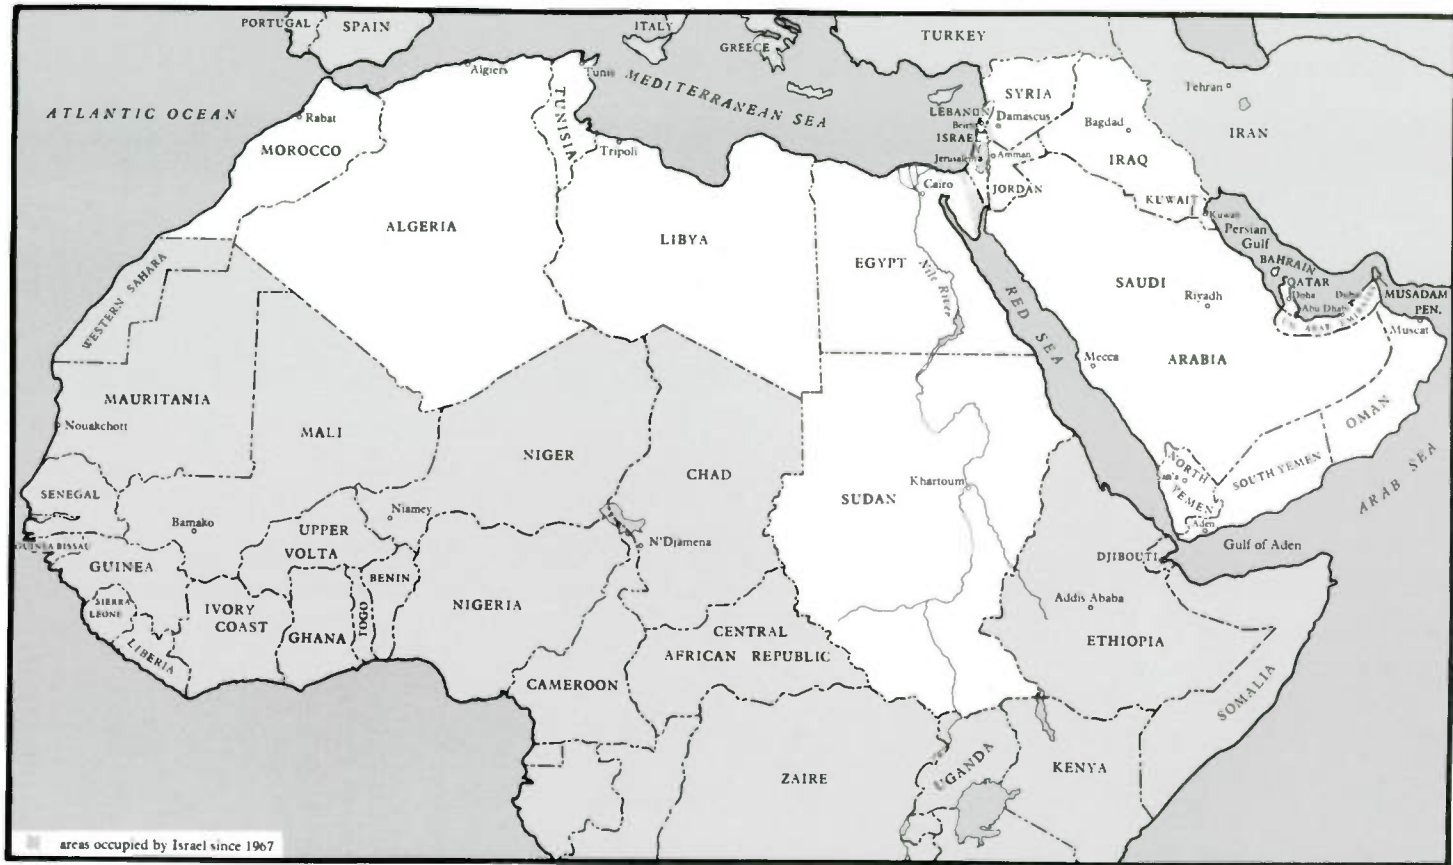 PORTUGAL
SPAIN
ITALY
GREECE
TURKEY
ATLANTIC OCEAN
Algiers
Tunis
MEDITERRANEAN SEA
SYRIA
Tehran
IRAN
Rabat
MOROCCO
TUNISIA
Tripoli
LEBANON
Damascus
ISRAEL
Bagdad
IRAQ
Jerusalem
Amman
JORDAN
Cairo
KUWAIT
Kuwait
Persian
Gulf
ALGERIA
LIBYA
EGYPT
Nile River
RED SEA
SAUDI
ARABIA
Riyadh
BAHRAIN
QATAR
Doha
Dubai
Abu Dhabi
UN. ARAB EMIRATES
MUSADAM
PEN.
Muscat
WESTERN SAHARA
Mecca
MAURITANIA
Nouakchott
MALI
NIGER
CHAD
SUDAN
Khartoum
OMAN
SOUTH YEMEN
NORTH
YEMEN
Aden
Gulf of Aden
ARAB SEA
SENEGAL
Bamako
UPPER
VOLTA
Niamey
N'Djamena
DJIBOUTI
GUINEA BISSAU
GUINEA
SIERRA
LEONE
LIBERIA
IVORY
COAST
GHANA
TOGO
BENIN
NIGERIA
CENTRAL
AFRICAN REPUBLIC
CAMEROON
Addis Ababa
ETHIOPIA
SOMALIA
ZAIRE
UGANDA
KENYA
areas occupied by Israel since 1967